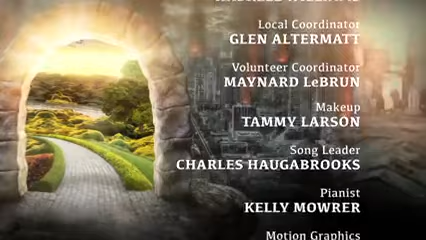 Local Coordinator
GLEN ALTERMATT
Volunteer Coordinator
MAYNARD LeBRUN
Makeup
TAMMY LARSON
Song Leader
CHARLES HAUGABROOKS
Pianist
KELLY MOWRER
Motion Graphics